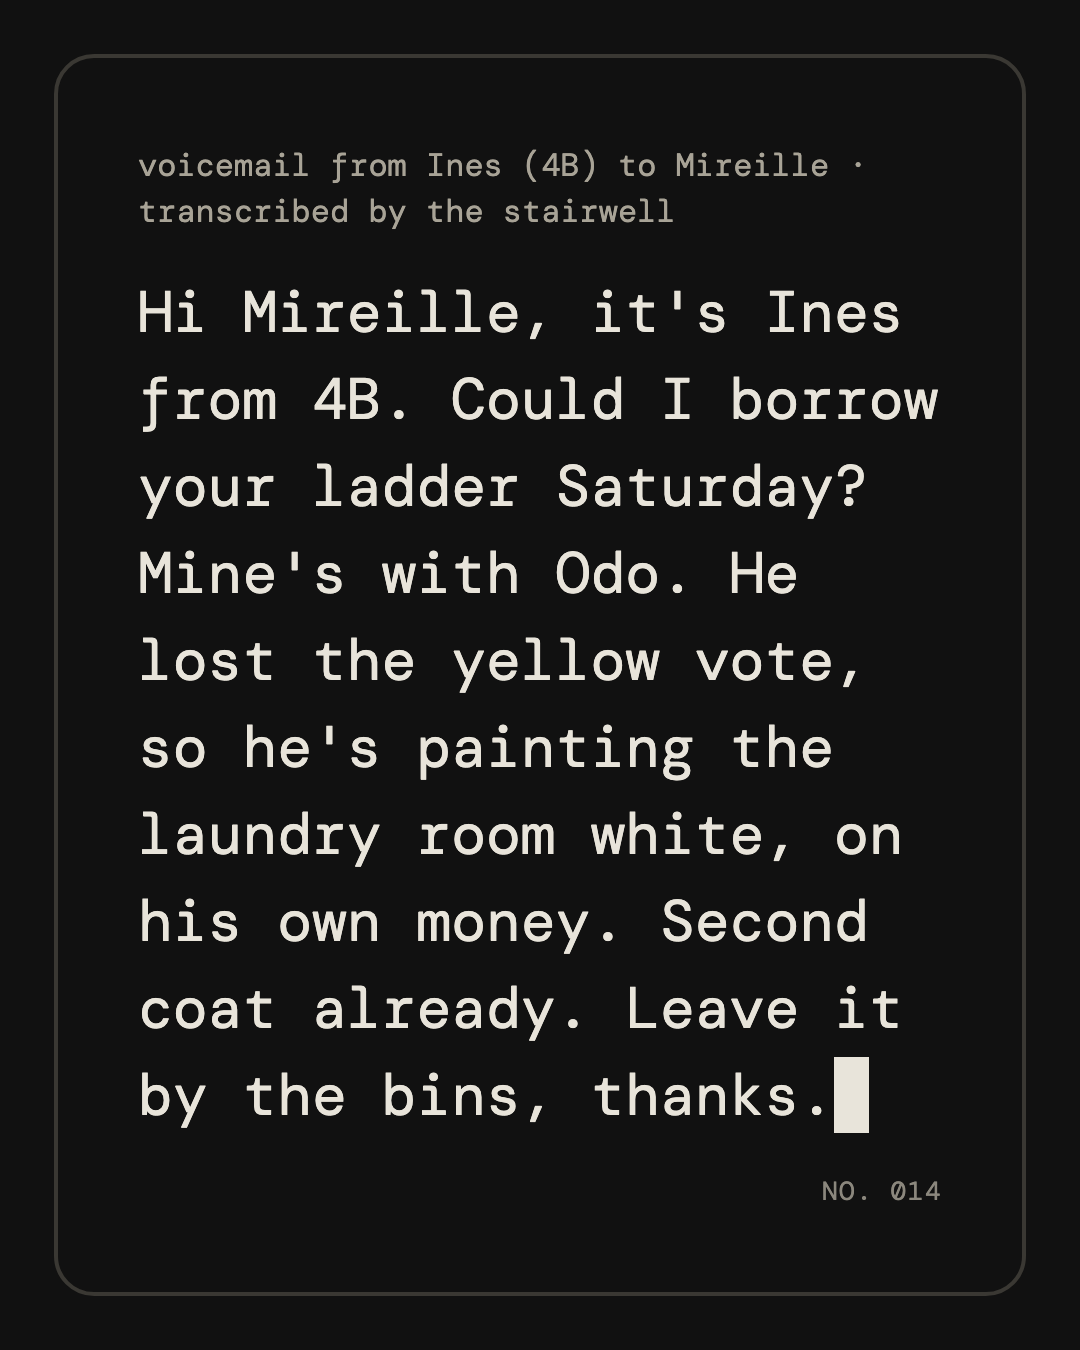 voicemail from Ines (4B) to Mireille ·
transcribed by the stairwell
Hi Mireille, it's Ines
from 4B. Could I borrow
your ladder Saturday?
Mine's with Odo. He
lost the yellow vote,
so he's painting the
laundry room white, on
his own money. Second
coat already. Leave it
by the bins, thanks.
NO. 014